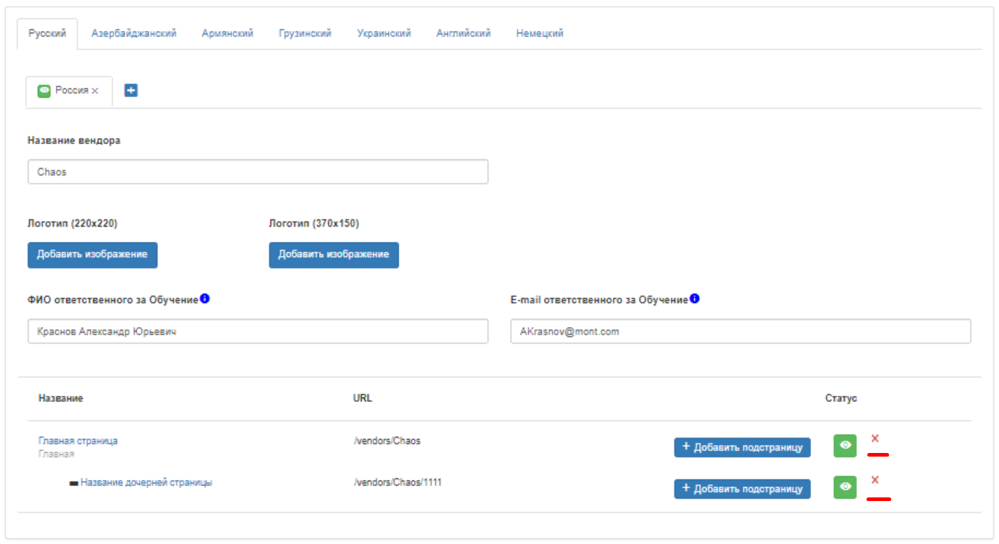 Русский Азербайджанский Армянский Грузинский Украинский Английский Немецкий
Россия ×
Название вендора
Chaos
Логотип (220x220) Логотип (370x150)
Добавить изображение Добавить изображение
ФИО ответственного за Обучение E-mail ответственного за Обучение
Краснов Александр Юрьевич AKrasnov@mont.com
Название URL Статус
Главная страница /vendors/Chaos + Добавить подстраницу
Главная
Название дочерней страницы /vendors/Chaos/1111 + Добавить подстраницу